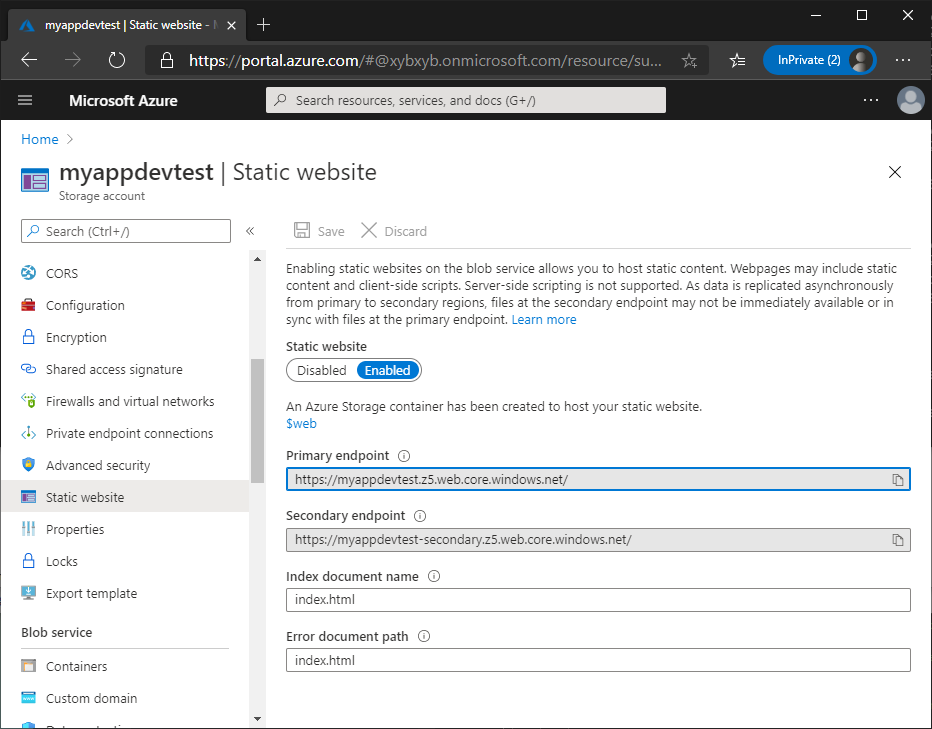 myappdevtest | Static website -
https://portal.azure.com/#@xybxyb.onmicrosoft.com/resource/su...
InPrivate (2)
Microsoft Azure
Search resources, services, and docs (G+/)
Home
myappdevtest | Static website
Storage account
Search (Ctrl+/)
CORS
Configuration
Encryption
Shared access signature
Firewalls and virtual networks
Private endpoint connections
Advanced security
Static website
Properties
Locks
Export template
Blob service
Containers
Custom domain
Save
Discard
Enabling static websites on the blob service allows you to host static content. Webpages may include static
content and client-side scripts. Server-side scripting is not supported. As data is replicated asynchronously
from primary to secondary regions, files at the secondary endpoint may not be immediately available or in
sync with files at the primary endpoint. Learn more
Static website
Disabled Enabled
An Azure Storage container has been created to host your static website.
$web
Primary endpoint
https://myappdevtest.z5.web.core.windows.net/
Secondary endpoint
https://myappdevtest-secondary.z5.web.core.windows.net/
Index document name
index.html
Error document path
index.html